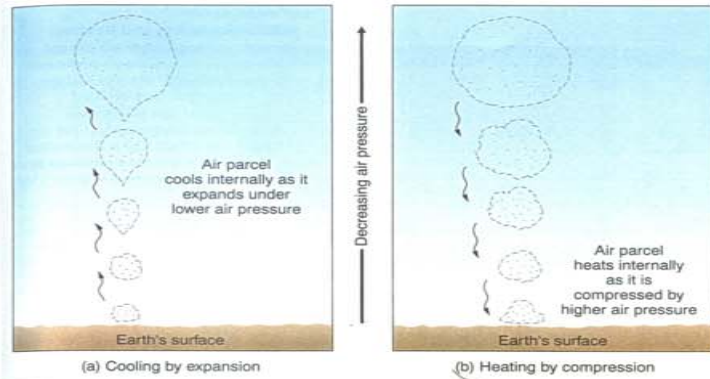 Air parcel
cools internally as it
expands under
lower air pressure
Earth's surface
(a) Cooling by expansion
Decreasing air pressure
Air parcel
heats internally
as it is
compressed by
higher air pressure
Earth's surface
(b) Heating by compression